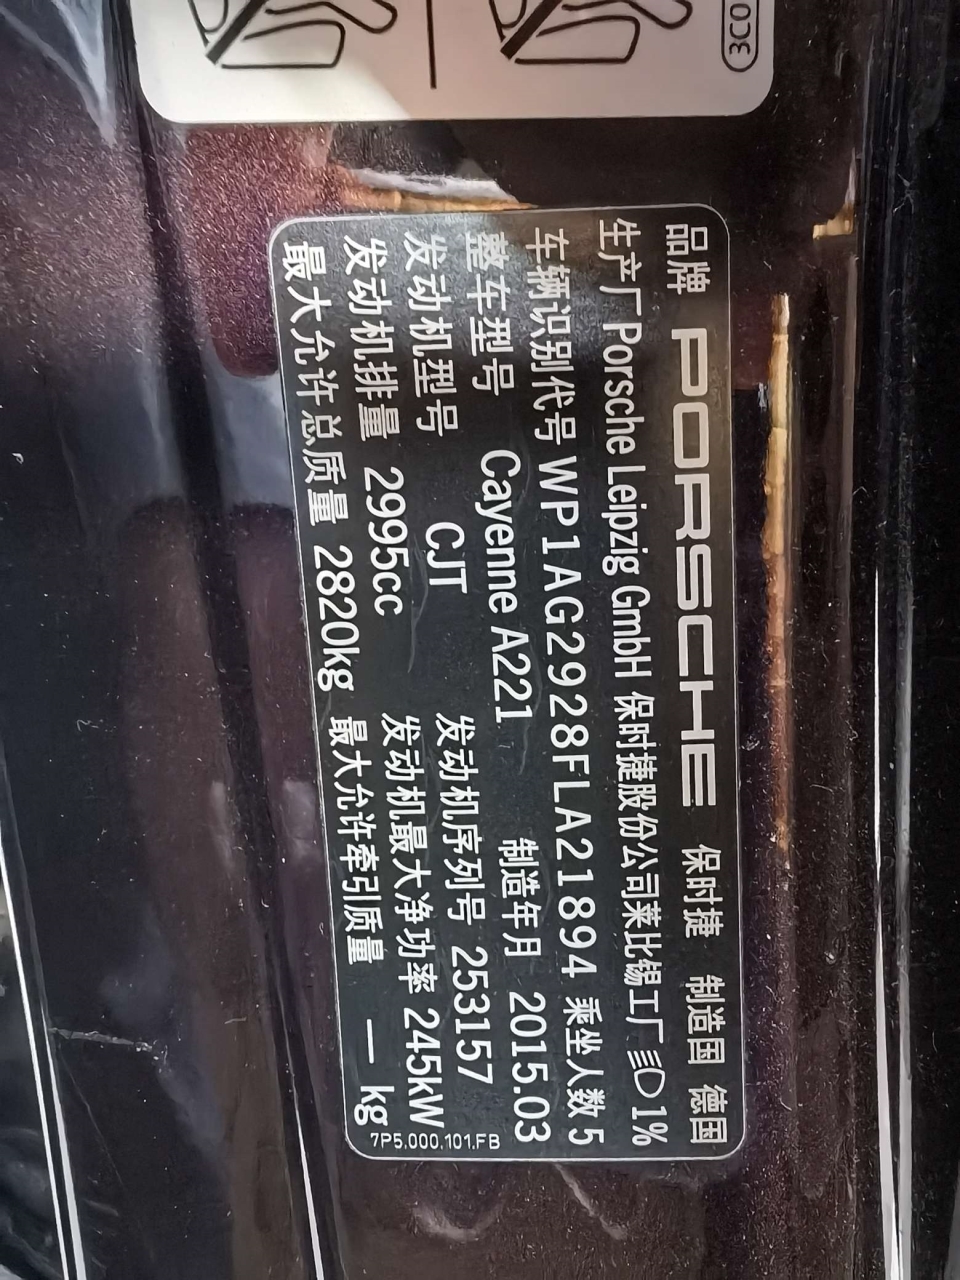 3C0
品牌 PORSCHE 保时捷 制造国 德国
生产厂 Porsche Leipzig GmbH 保时捷股份公司莱比锡工厂 1%
车辆识别代号 WP1AG2928FLA21894 乘坐人数 5
整车型号 Cayenne A221 制造年月 2015.03
发动机型号 CJT 发动机序列号 253157
发动机排量 2995cc 发动机最大净功率 245kW
最大允许总质量 2820kg 最大允许牵引质量 — kg
7P5.000.101.FB